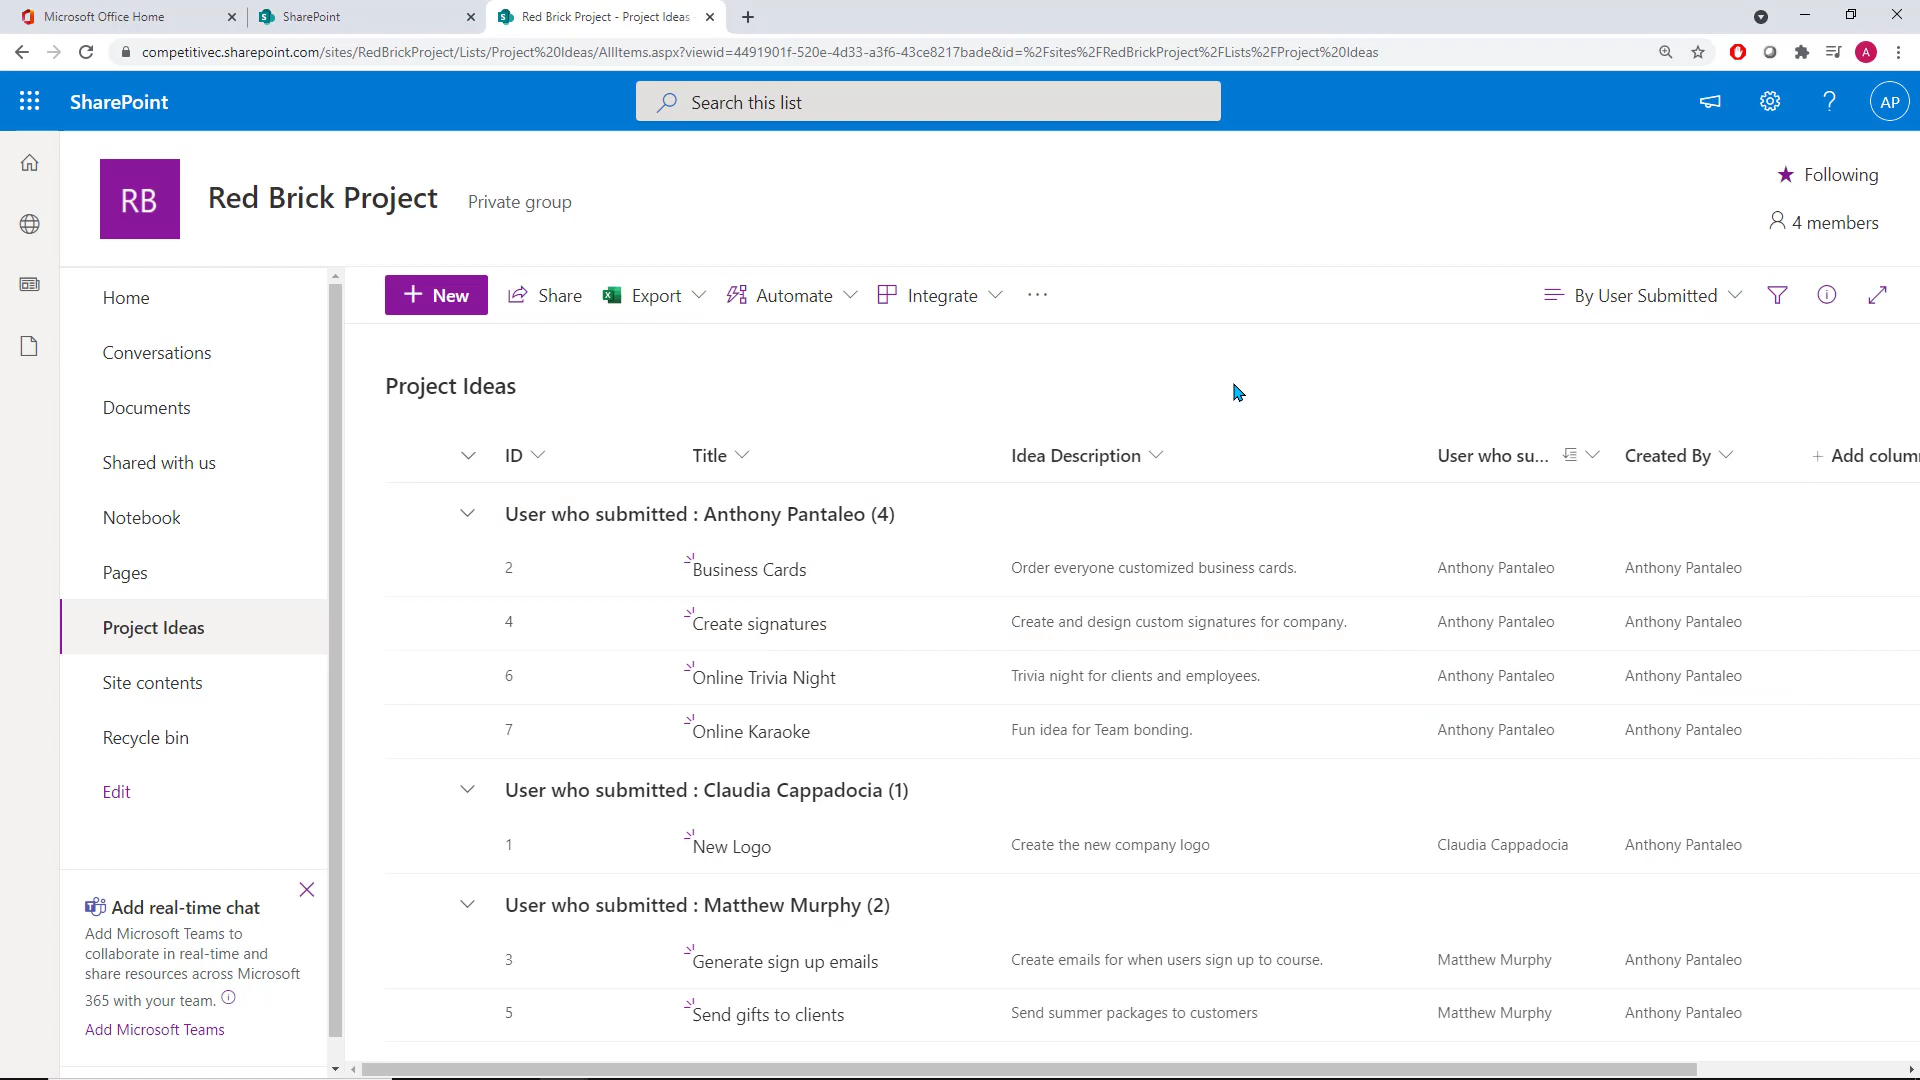 Microsoft Office Home
SharePoint
Red Brick Project - Project Ideas
competitivec.sharepoint.com/sites/RedBrickProject/Lists/Project%20Ideas/AllItems.aspx?viewid=4491901f-520e-4d33-a3f6-43ce8217bade&id=%2Fsites%2FRedBrickProject%2FLists%2FProject%20Ideas
A
SharePoint
Search this list
AP
RB
Red Brick Project
Private group
Following
4 members
Home
Conversations
Documents
Shared with us
Notebook
Pages
Project Ideas
Site contents
Recycle bin
Edit
Add real-time chat
Add Microsoft Teams to
collaborate in real-time and
share resources across Microsoft
365 with your team.
Add Microsoft Teams
+ New Share Export Automate Integrate ... By User Submitted
Project Ideas
ID Title Idea Description User who su... Created By + Add colum
User who submitted : Anthony Pantaleo (4)
2 Business Cards Order everyone customized business cards. Anthony Pantaleo Anthony Pantaleo
4 Create signatures Create and design custom signatures for company. Anthony Pantaleo Anthony Pantaleo
6 Online Trivia Night Trivia night for clients and employees. Anthony Pantaleo Anthony Pantaleo
7 Online Karaoke Fun idea for Team bonding. Anthony Pantaleo Anthony Pantaleo
User who submitted : Claudia Cappadocia (1)
1 New Logo Create the new company logo Claudia Cappadocia Anthony Pantaleo
User who submitted : Matthew Murphy (2)
3 Generate sign up emails Create emails for when users sign up to course. Matthew Murphy Anthony Pantaleo
5 Send gifts to clients Send summer packages to customers Matthew Murphy Anthony Pantaleo